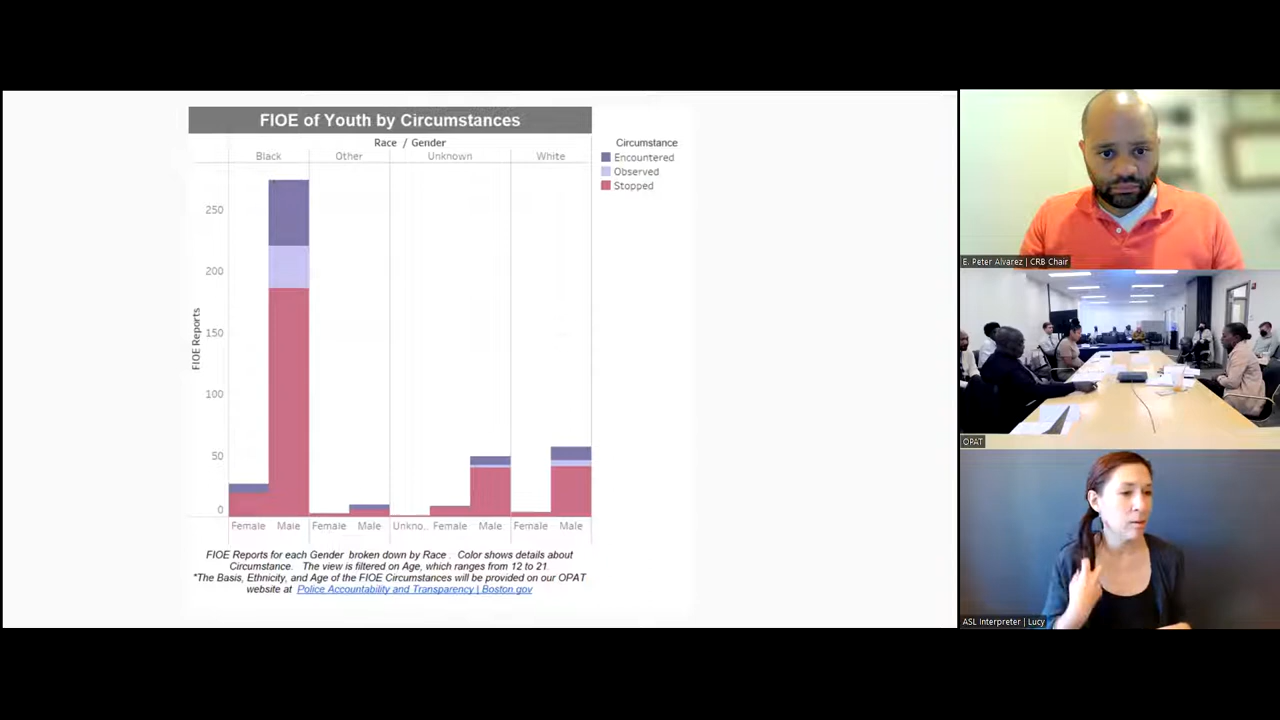 FIOE of Youth by Circumstances
Race / Gender
Black Other Unknown White
Circumstance
Encountered
Observed
Stopped
FIOE Reports
250
200
150
100
50
0
Female Male Female Male Unkno.. Female Male Female Male
FIOE Reports for each Gender broken down by Race . Color shows details about
Circumstance. The view is filtered on Age, which ranges from 12 to 21.
*The Basis, Ethnicity, and Age of the FIOE Circumstances will be provided on our OPAT
website at Police Accountability and Transparency | Boston.gov
E. Peter Alvarez | CRB Chair
OPAT
ASL Interpreter | Lucy